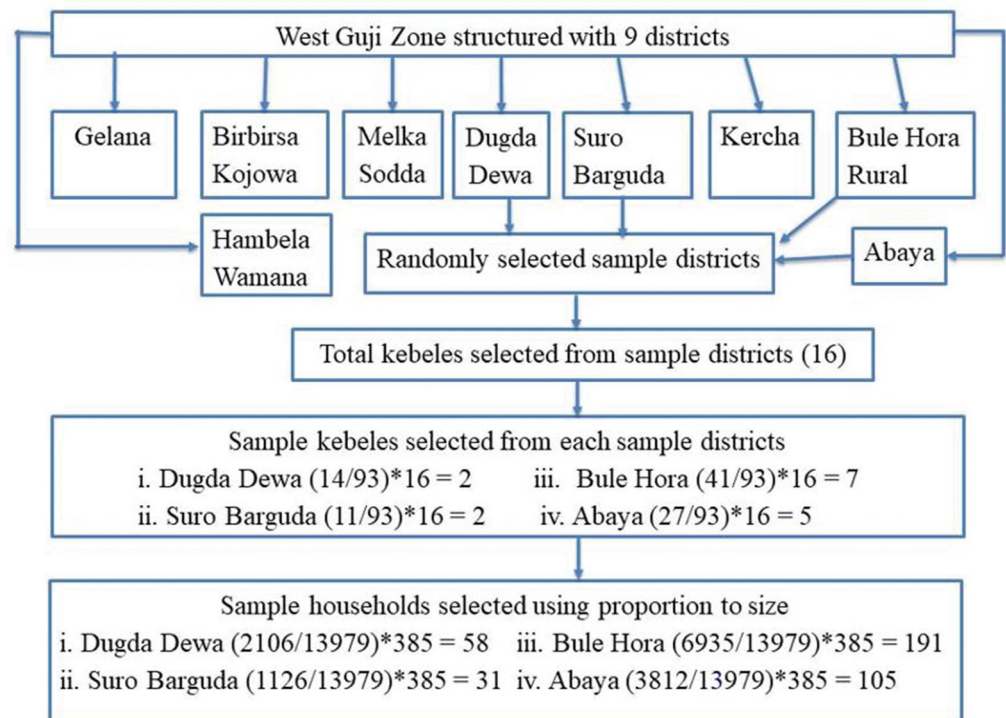 West Guji Zone structured with 9 districts
Gelana
Birbirsa
Kojowa
Melka
Sodda
Dugda
Dewa
Suro
Barguda
Kercha
Bule Hora
Rural
Hambela
Wamana
Randomly selected sample districts
Abaya
Total kebeles selected from sample districts (16)
Sample kebeles selected from each sample districts
i. Dugda Dewa (14/93)*16 = 2 iii. Bule Hora (41/93)*16 = 7
ii. Suro Barguda (11/93)*16 = 2 iv. Abaya (27/93)*16 = 5
Sample households selected using proportion to size
i. Dugda Dewa (2106/13979)*385 = 58 iii. Bule Hora (6935/13979)*385 = 191
ii. Suro Barguda (1126/13979)*385 = 31 iv. Abaya (3812/13979)*385 = 105